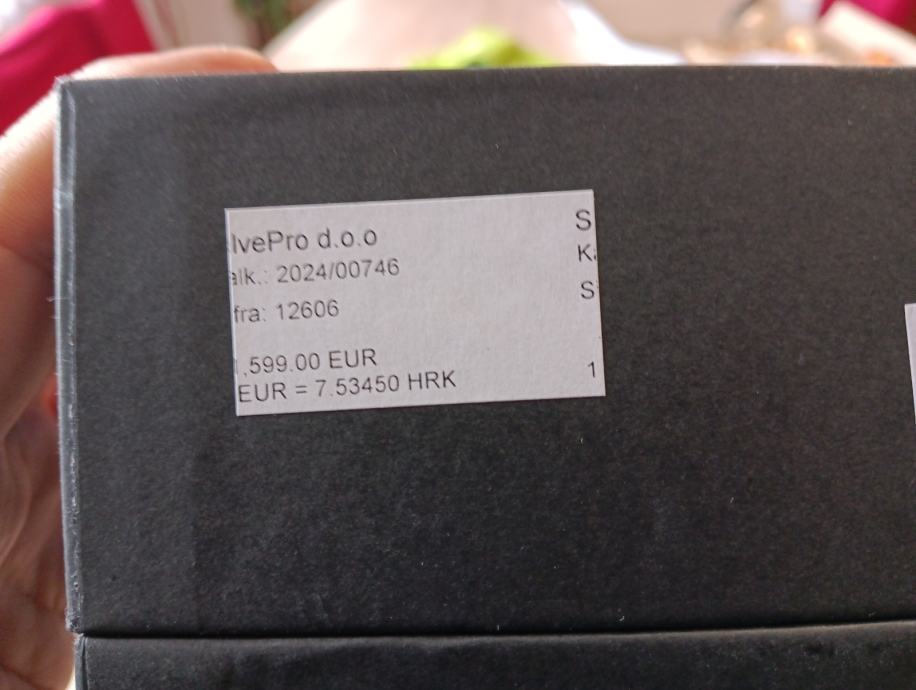 lvePro d.o.o
alk.: 2024/00746
fra: 12606
,599.00 EUR
EUR = 7.53450 HRK
S
K
S
1